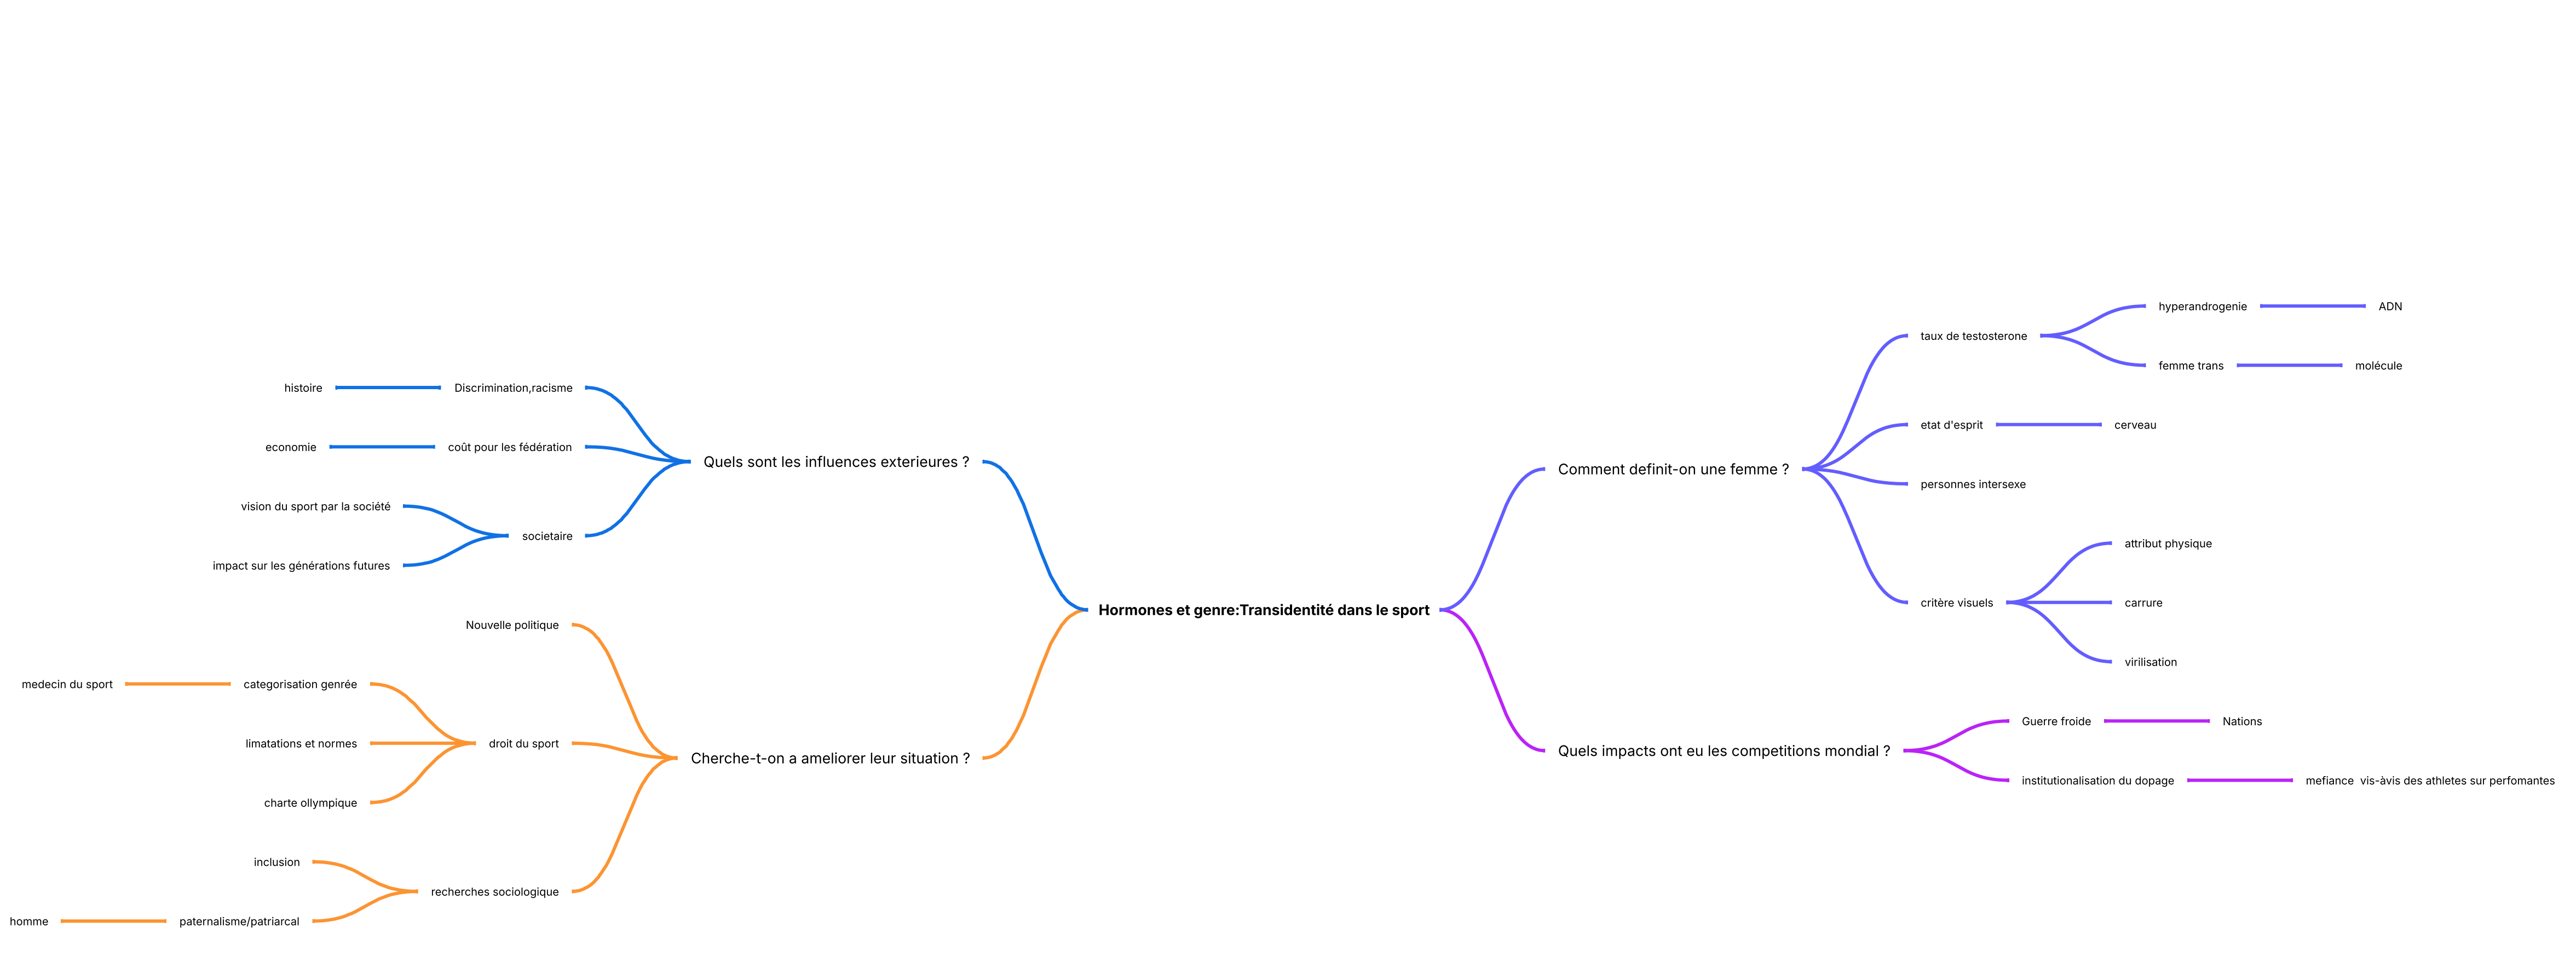 Hormones et genre:Transidentité dans le sport
Quels sont les influences exterieures ?
Discrimination,racisme
histoire
coût pour les fédération
economie
societaire
vision du sport par la société
impact sur les générations futures
Cherche-t-on a ameliorer leur situation ?
Nouvelle politique
droit du sport
categorisation genrée
medecin du sport
limatations et normes
charte ollympique
recherches sociologique
inclusion
paternalisme/patriarcal
homme
Comment definit-on une femme ?
taux de testosterone
hyperandrogenie
ADN
femme trans
molécule
etat d'esprit
cerveau
personnes intersexe
critère visuels
attribut physique
carrure
virilisation
Quels impacts ont eu les competitions mondial ?
Guerre froide
Nations
institutionalisation du dopage
mefiance  vis-àvis des athletes sur perfomantes